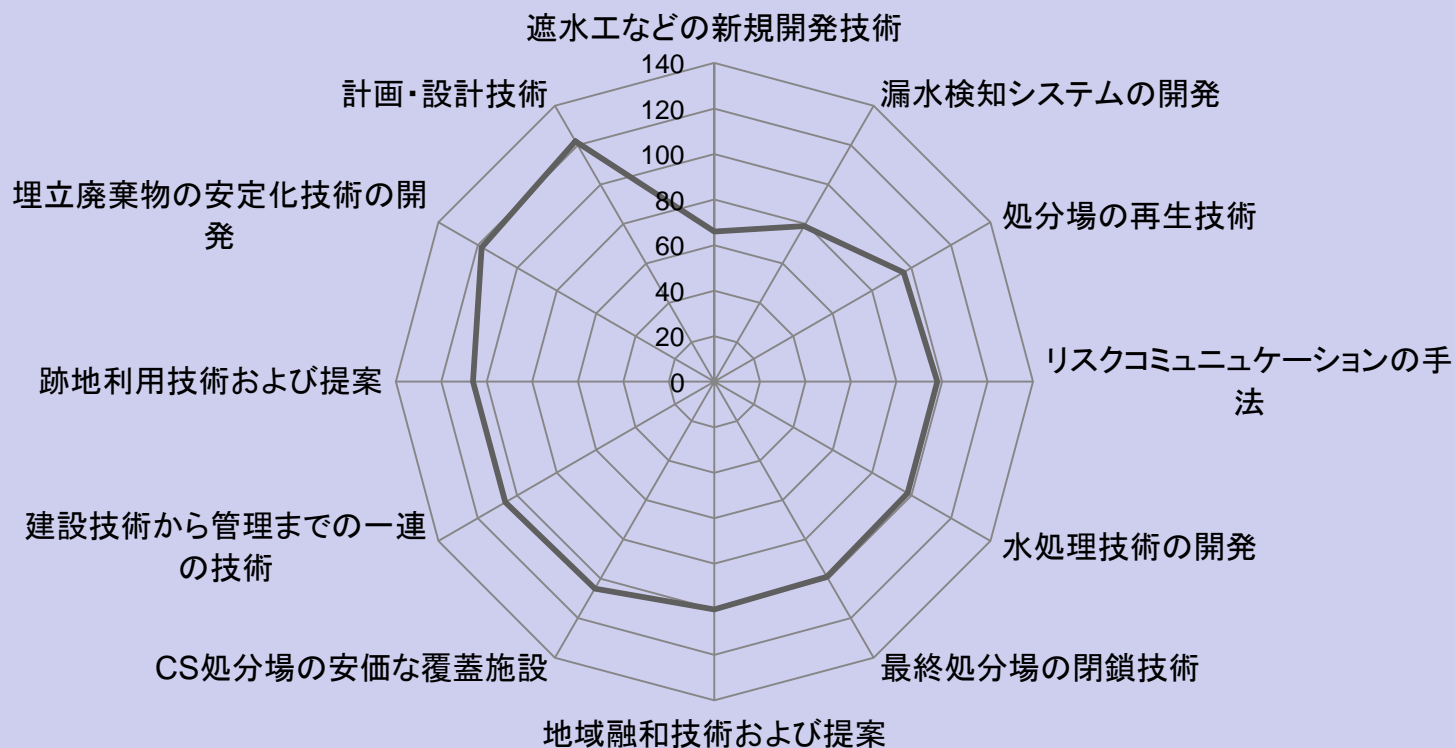 遮水工などの新規開発技術
漏水検知システムの開発
処分場の再生技術
リスクコミュニュケーションの手
法
水処理技術の開発
最終処分場の閉鎖技術
地域融和技術および提案
CS処分場の安価な覆蓋施設
建設技術から管理までの一連
の技術
跡地利用技術および提案
埋立廃棄物の安定化技術の開
発
計画・設計技術
140
120
100
80
60
40
20
0